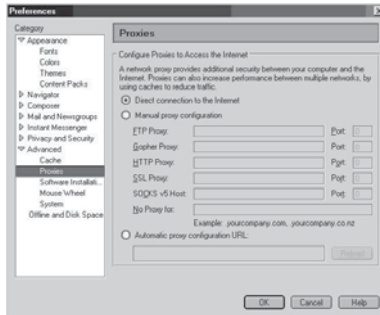 Preferences
Category
Appearance
Fonts
Colors
Themes
Content Packs
Navigator
Composer
Mail and Newsgroups
Instant Messenger
Privacy and Security
Advanced
Cache
Proxies
Software Installati...
Mouse Wheel
System
Offline and Disk Space
Proxies
Configure Proxies to Access the Internet
A network proxy provides additional security between your computer and the
Internet. Proxies can also increase performance between multiple networks, by
using caches to reduce traffic.
Direct connection to the Internet
Manual proxy configuration
FTP Proxy: Port: 0
Gopher Proxy: Port: 0
HTTP Proxy: Port: 0
SSL Proxy: Port: 0
SOCKS v5 Host: Port: 0
No Proxy for:
Example: .yourcompany.com, .yourcompany.co.nz
Automatic proxy configuration URL:
Reload
OK Cancel Help